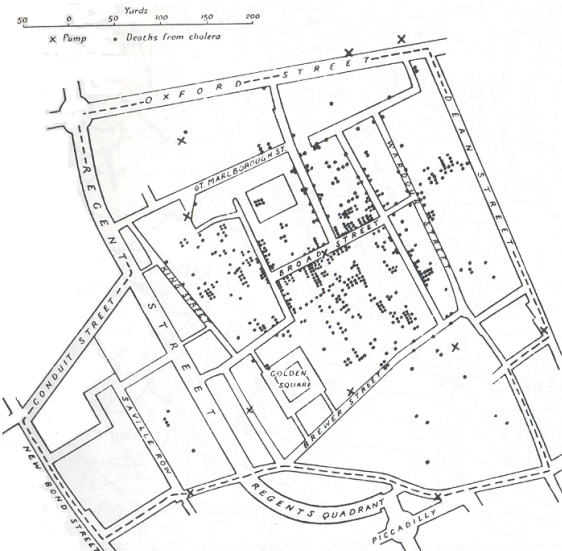 Yards
50 0 50 100 150 200
x Pump • Deaths from cholera
OXFORD STREET
DEAN STREET
REGENT STREET
GT. MARLBOROUGH ST.
WARDOUR STREET
BROAD STREET
KING STREET
CONDUIT STREET
GOLDEN
SQUARE
SAVILLE ROW
BREWER STREET
NEW BOND STREET
REGENTS QUADRANT
PICCADILLY